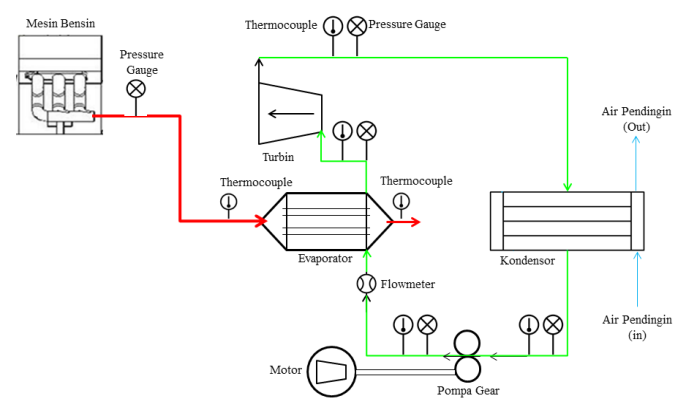 Mesin Bensin
Pressure
Gauge
Thermocouple
Pressure Gauge
Air Pendingin
(Out)
Turbin
Thermocouple
Thermocouple
Evaporator
Kondensor
Flowmeter
Air Pendingin
(in)
Motor
Pompa Gear